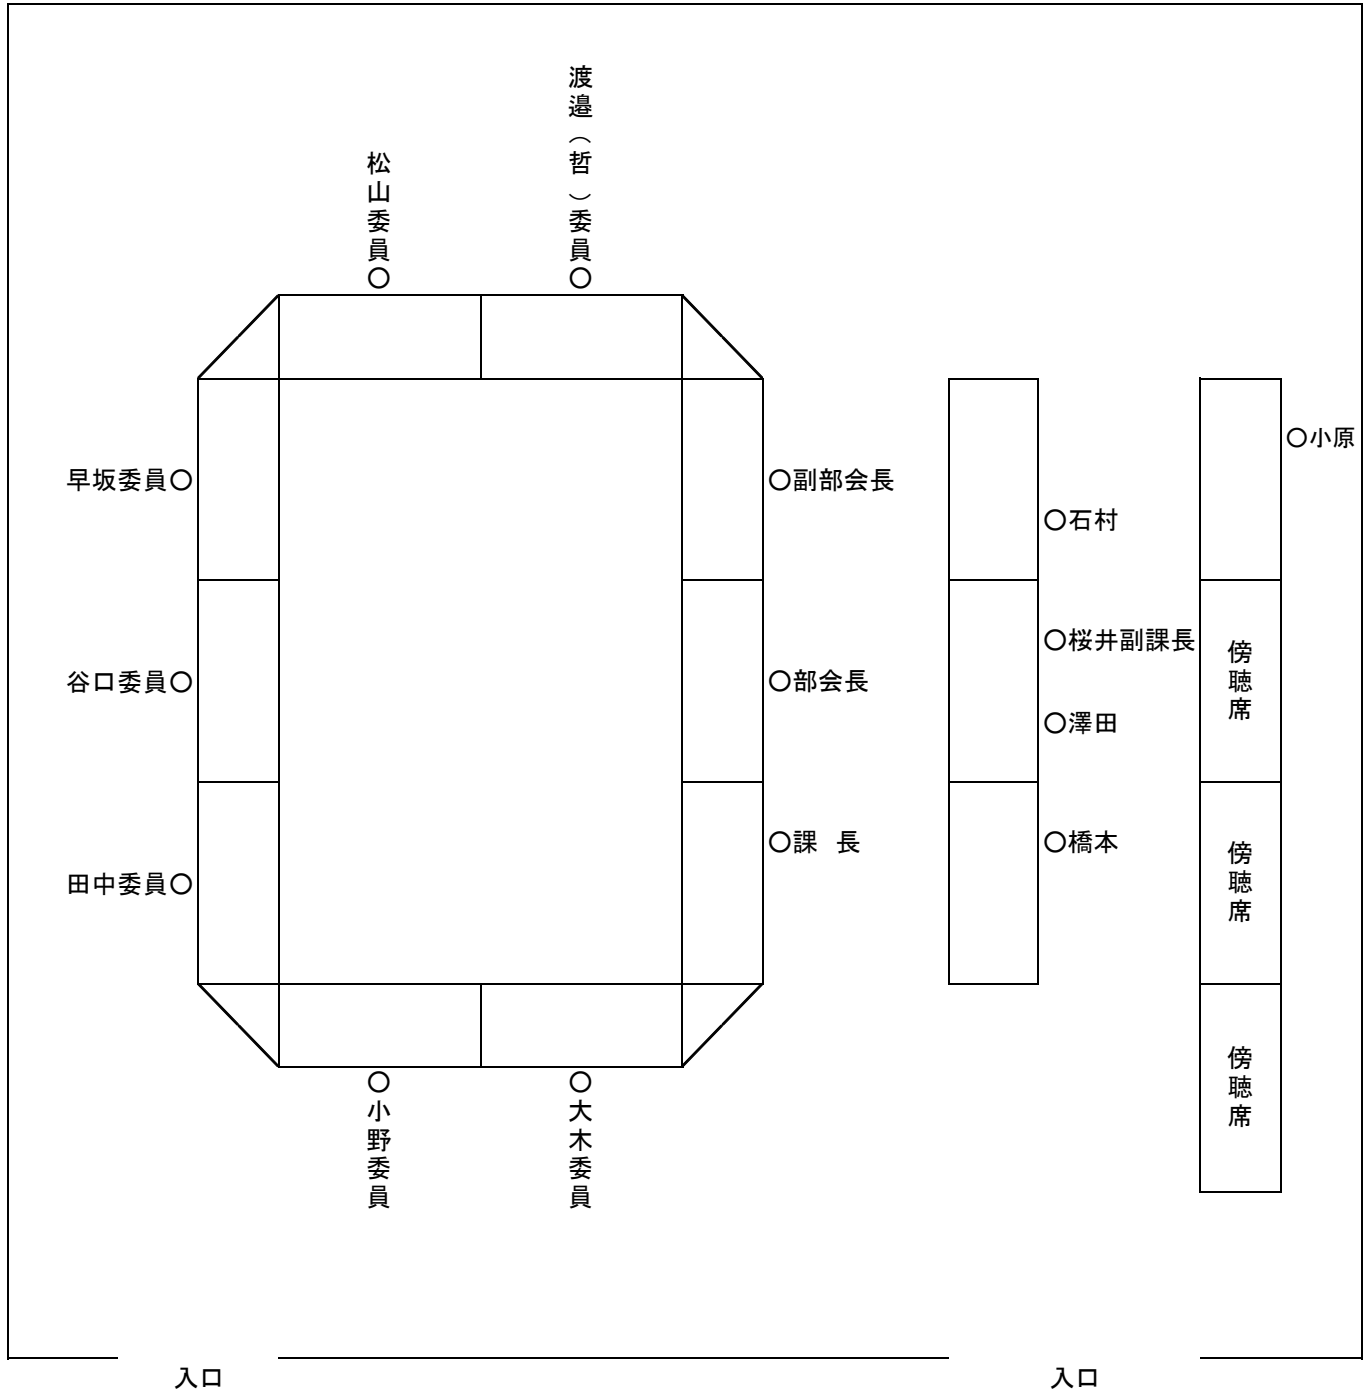 渡邉（哲）委員○
松山委員○
○小原
早坂委員○
○副部会長
○石村
○桜井副課長
傍聴席
谷口委員○
○部会長
○澤田
○課 長
○橋本
傍聴席
田中委員○
傍聴席
○小野委員
○大木委員
入口
入口